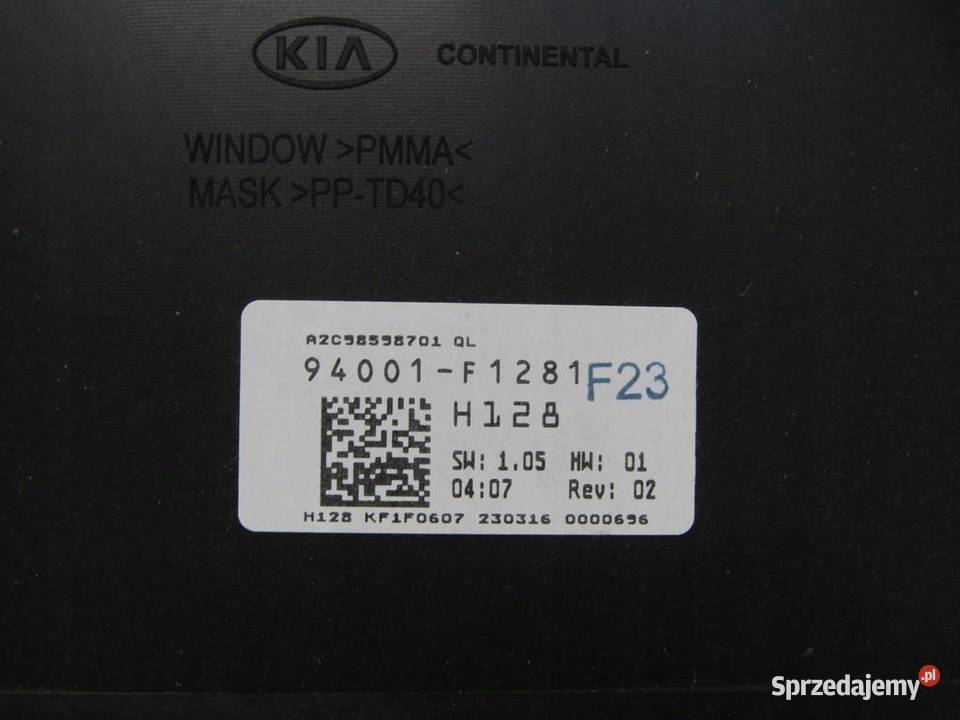 KIA CONTINENTAL
WINDOW >PMMA<
MASK >PP-TD40<
A2C98598701 QL
94001-F1281 F23
H128
SW: 1.05 HW: 01
04:07 Rev: 02
H128 KF1F0607 230316 0000696
Sprzedajemy.pl